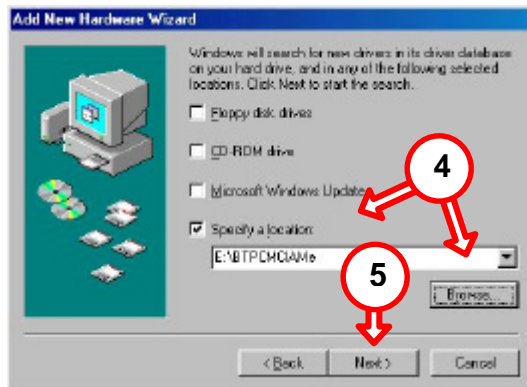 Add New Hardware Wizard
Windows will search for new drivers in its driver database
on your hard drive, and in any of the following selected
locations. Click Next to start the search.
Floppy disk drives
CD-ROM drive
Microsoft Windows Update
4
Specify a location:
E:\BTPCMCIA\Me
5
Browse...
< Back
Next >
Cancel